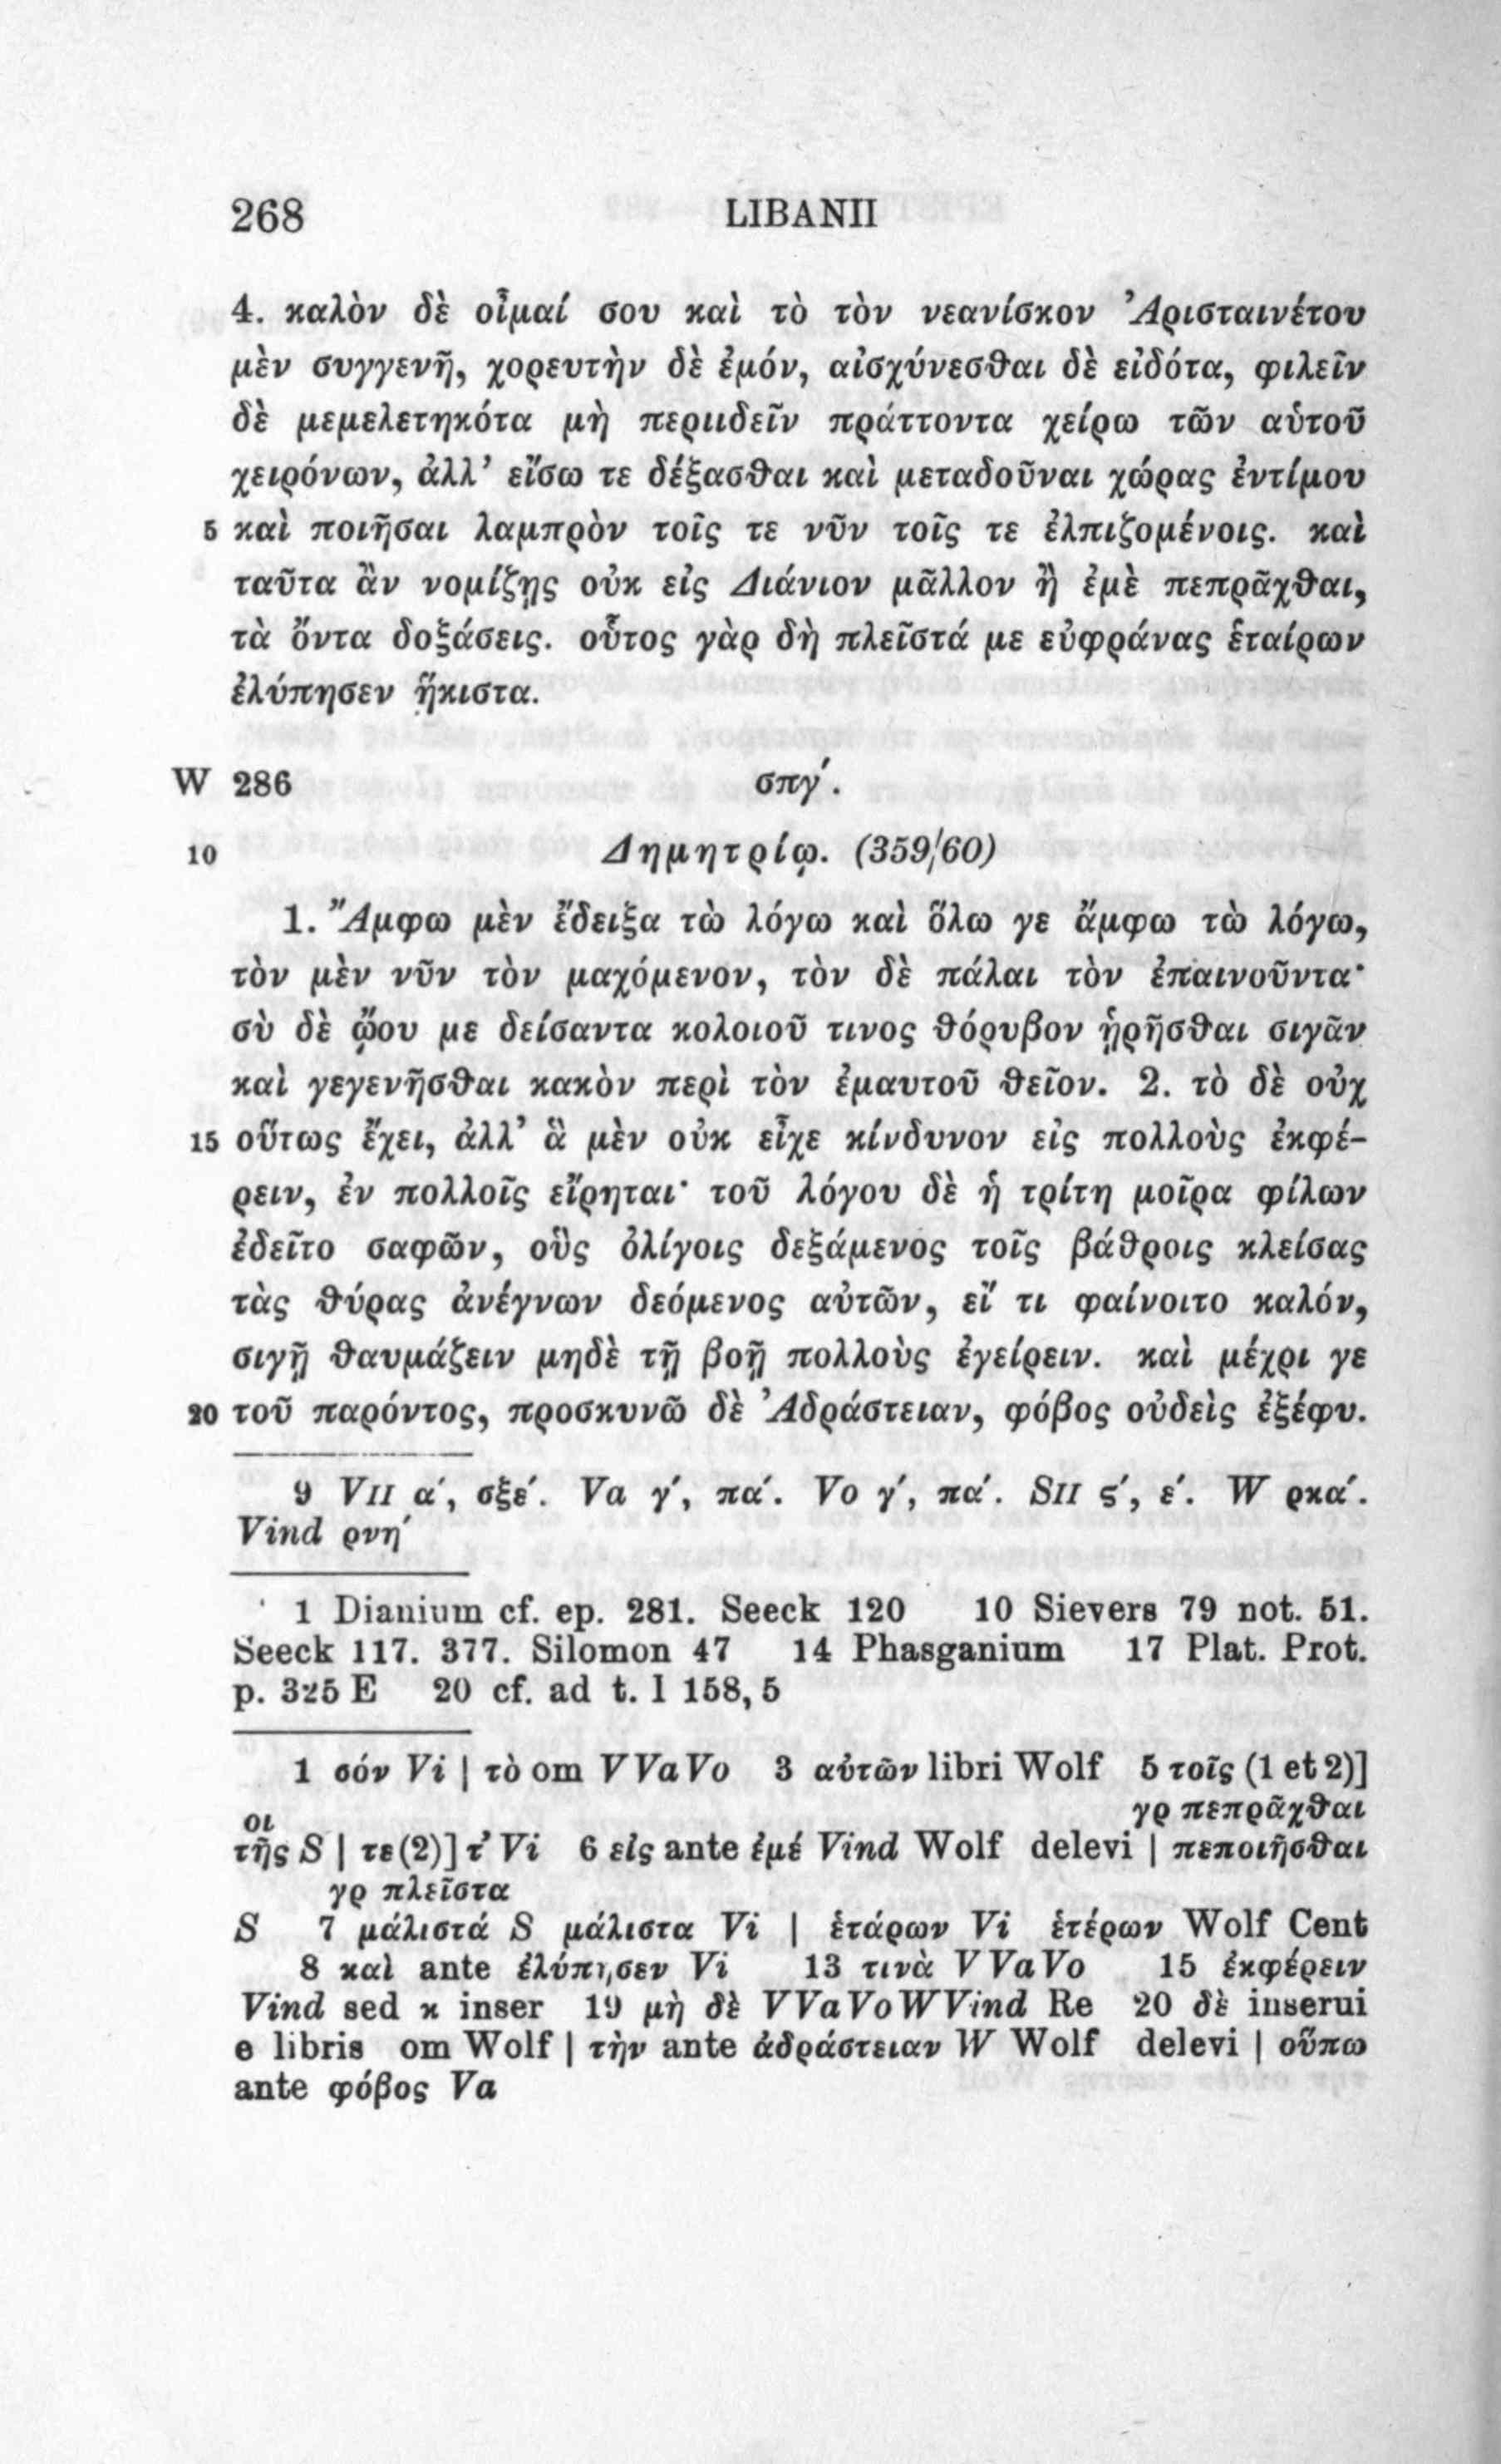 268 LIBANII
4. καλὸν δὲ οἶμαί σου καὶ τὸ τὸν νεανίσκον Ἀρισταινέτου
μὲν συγγενῆ, χορευτὴν δὲ ἐμόν, αἰσχύνεσθαι δὲ εἰδότα, φιλεῖν
δὲ μεμελετηκότα μὴ περιιδεῖν πράττοντα χείρω τῶν αὑτοῦ
χειρόνων, ἀλλ' εἴσω τε δέξασθαι καὶ μεταδοῦναι χώρας ἐντίμου
5 καὶ ποιῆσαι λαμπρὸν τοῖς τε νῦν τοῖς τε ἐλπιζομένοις. καὶ
ταῦτα ἂν νομίζῃς οὐκ εἰς Διάνιον μᾶλλον ἢ ἐμὲ πεπρᾶχθαι,
τὰ ὄντα δοξάσεις. οὗτος γὰρ δὴ πλεῖστά με εὐφράνας ἑταίρων
ἐλύπησεν ἥκιστα.
W 286 σπγ´.
10 Δημητρίῳ. (359/60)
1. Ἄμφω μὲν ἔδειξα τὼ λόγω καὶ ὅλω γε ἄμφω τὼ λόγω,
τὸν μὲν νῦν τὸν μαχόμενον, τὸν δὲ πάλαι τὸν ἐπαινοῦντα·
σὺ δὲ ᾤου με δείσαντα κολοιοῦ τινος θόρυβον ᾑρῆσθαι σιγᾶν
καὶ γεγενῆσθαι κακὸν περὶ τὸν ἐμαυτοῦ θεῖον. 2. τὸ δὲ οὐχ
15 οὕτως ἔχει, ἀλλ' ἃ μὲν οὐκ εἶχε κίνδυνον εἰς πολλοὺς ἐκφέ-
ρειν, ἐν πολλοῖς εἴρηται· τοῦ λόγου δὲ ἡ τρίτη μοῖρα φίλων
ἐδεῖτο σαφῶν, οὓς ὀλίγοις δεξάμενος τοῖς βάθροις κλείσας
τὰς θύρας ἀνέγνων δεόμενος αὐτῶν, εἴ τι φαίνοιτο καλόν,
σιγῇ θαυμάζειν μηδὲ τῇ βοῇ πολλοὺς ἐγείρειν. καὶ μέχρι γε
20 τοῦ παρόντος, προσκυνῶ δὲ Ἀδράστειαν, φόβος οὐδεὶς ἐξέφυ.
9 VII α´, σξε´. Va γ´, πα´. Vo γ´, πα´. SII ς´, ε´. W ρκα´.
Vind ρνη´
1 Dianium cf. ep. 281. Seeck 120 10 Sievers 79 not. 51.
Seeck 117. 377. Silomon 47 14 Phasganium 17 Plat. Prot.
p. 325 E 20 cf. ad t. I 158, 5
1 σόν Vi | τὸ om V Va Vo 3 αὐτῶν libri Wolf 5 τοῖς (1 et 2)]
οι γρ πεπρᾶχθαι
τῆς S | τε (2)] τ' Vi 6 εἰς ante ἐμέ Vind Wolf delevi | πεποιῆσθαι
γρ πλεῖστα
S 7 μάλιστά S μάλιστα Vi | ἑτάρων Vi ἑτέρων Wolf Cent
8 καὶ ante ἐλύπησεν Vi 13 τινὰ V Va Vo 15 ἐκφέρειν
Vind sed κ inser 19 μὴ δὲ V Va Vo W Vind Re 20 δὲ inserui
e libris om Wolf | τὴν ante ἀδράστειαν W Wolf delevi | οὔπω
ante φόβος Va